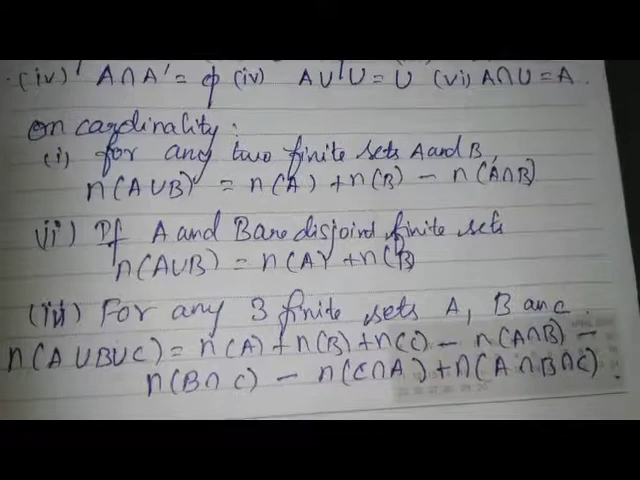 (iv) A∩A' = φ (iv) A∪U = U (vi) A∩U = A.
on cardinality:
(i) for any two finite sets A and B,
n(A∪B) = n(A) + n(B) - n(A∩B)
(ii) If A and B are disjoint finite sets
n(A∪B) = n(A) + n(B
(iii) For any 3 finite sets A, B an c.
n(A∪B∪C) = n(A) + n(B) + n(C) - n(A∩B) -
n(B∩C) - n(C∩A) + n(A∩B∩C).